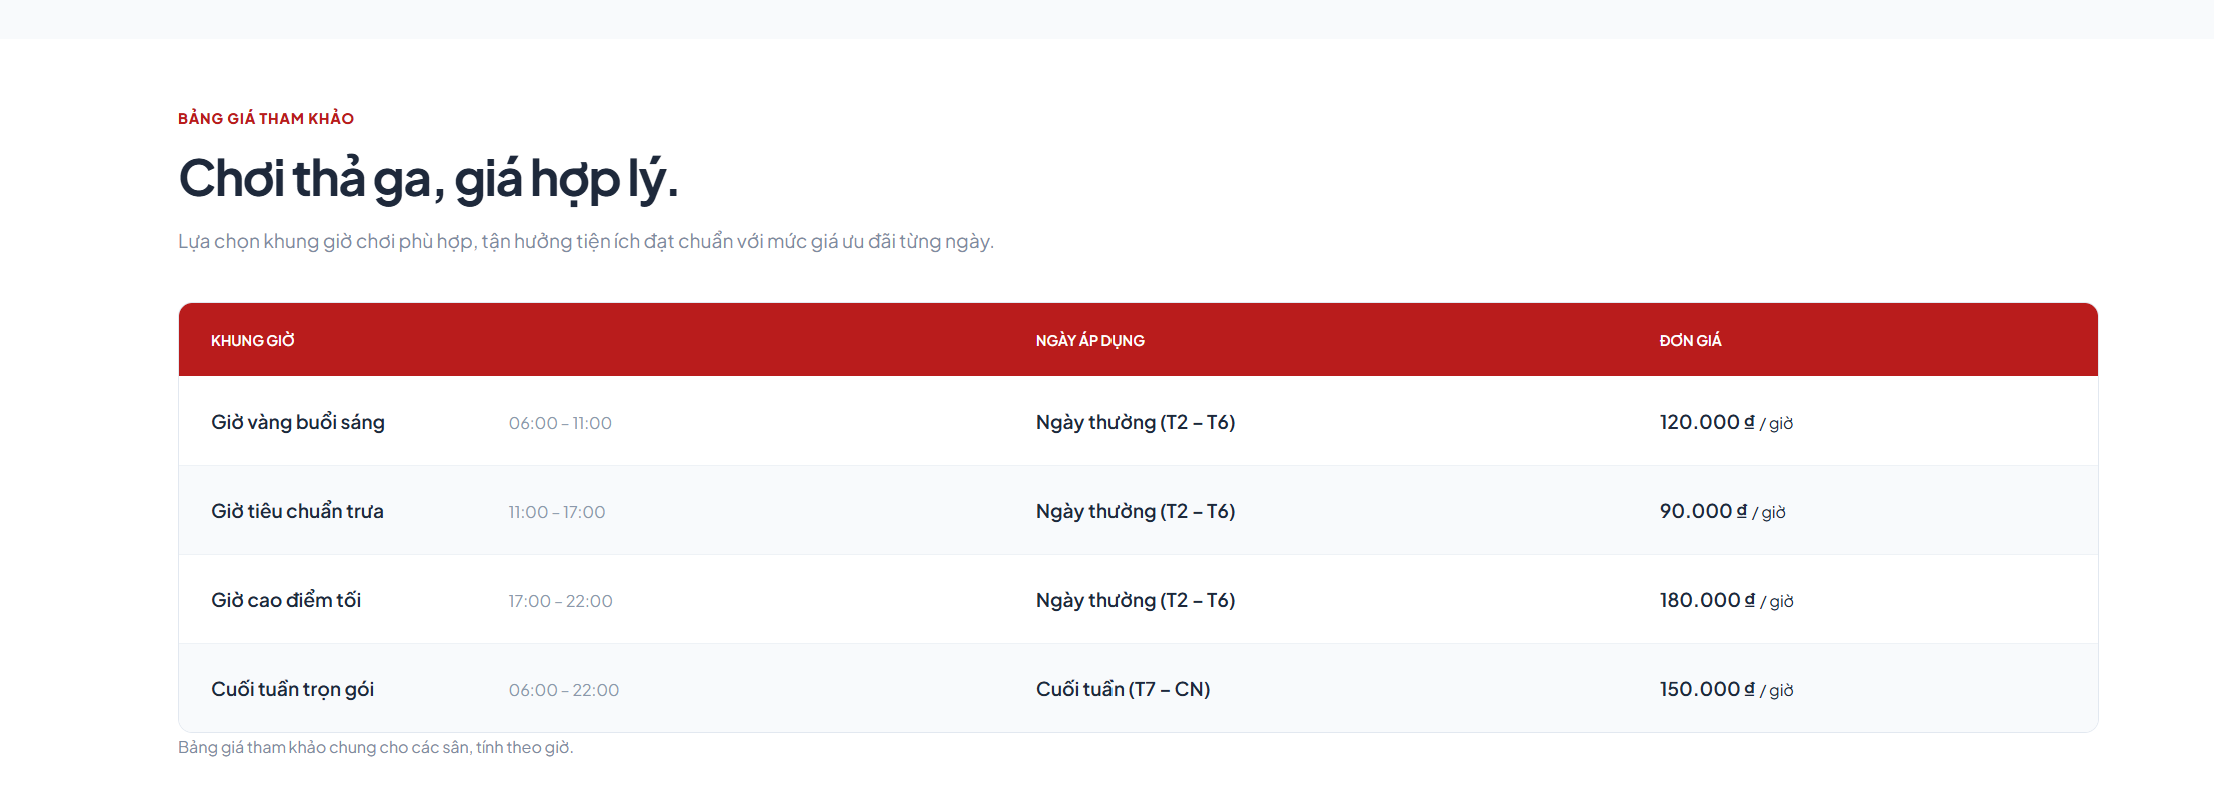 BẢNG GIÁ THAM KHẢO
Chơi thả ga, giá hợp lý.
Lựa chọn khung giờ chơi phù hợp, tận hưởng tiện ích đạt chuẩn với mức giá ưu đãi từng ngày.
KHUNG GIỜ NGÀY ÁP DỤNG ĐƠN GIÁ
Giờ vàng buổi sáng 06:00 – 11:00 Ngày thường (T2 – T6) 120.000 ₫ / giờ
Giờ tiêu chuẩn trưa 11:00 – 17:00 Ngày thường (T2 – T6) 90.000 ₫ / giờ
Giờ cao điểm tối 17:00 – 22:00 Ngày thường (T2 – T6) 180.000 ₫ / giờ
Cuối tuần trọn gói 06:00 – 22:00 Cuối tuần (T7 – CN) 150.000 ₫ / giờ
Bảng giá tham khảo chung cho các sân, tính theo giờ.